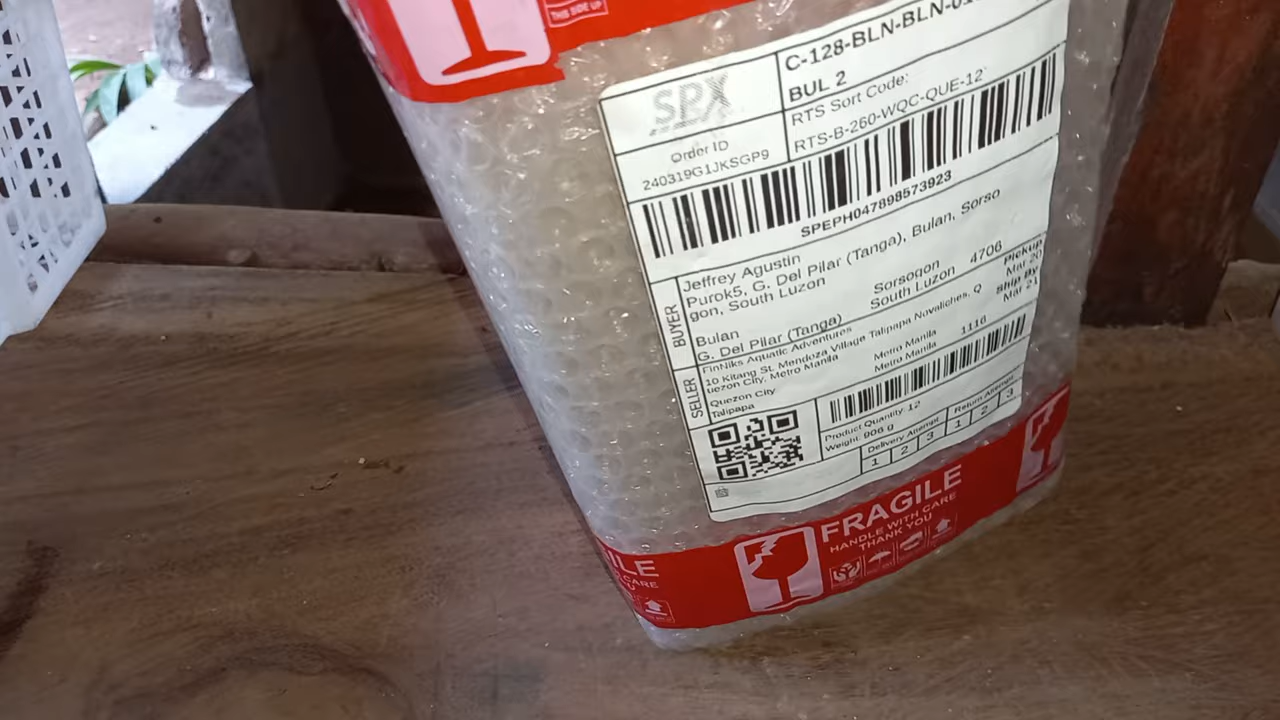 THIS SIDE UP
SPX
C-128-BLN-BLN-01
BUL 2
RTS Sort Code:
RTS-B-260-WQC-QUE-12
Order ID
240319G1JKSGP9
SPEPH047898573923
BUYER
Jeffrey Agustin
Purok5, G. Del Pilar (Tanga), Bulan, Sorso
gon, South Luzon
Sorsogon 4706
Bulan South Luzon
G. Del Pilar (Tanga)
Pickup
Mar 20
Ship By
Mar 21
SELLER
FinNiks Aquatic Adventures
10 Kitang St. Mendoza Village Talipapa Novaliches, Q
uezon City, Metro Manila
Metro Manila 1116
Quezon City Metro Manila
Talipapa
Product Quantity: 12
Weight: 906 g
Delivery Attempt
1 2 3
Return Attempt
1 2 3
FRAGILE
HANDLE WITH CARE
THANK YOU
ILE
CARE
U